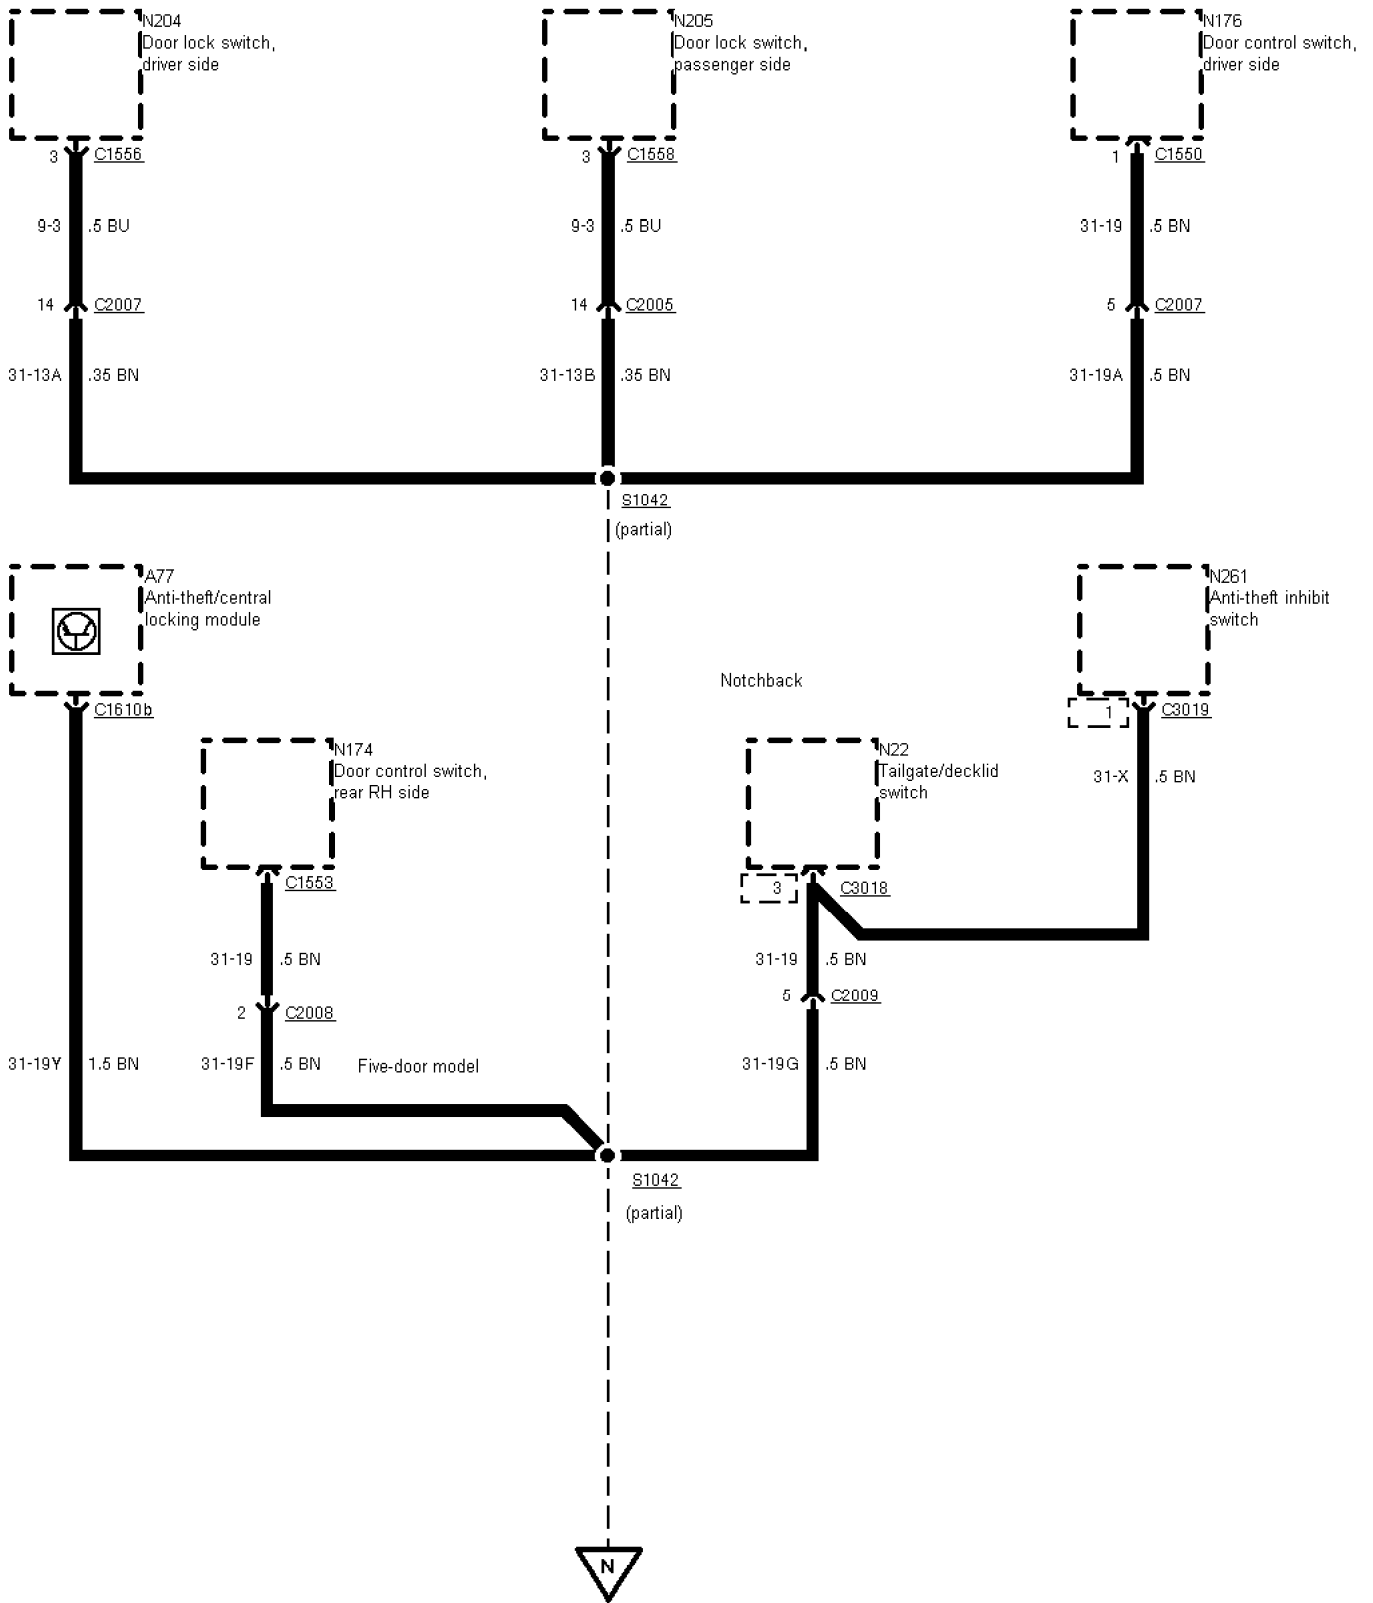 N204
Door lock switch,
driver side
N205
Door lock switch,
passenger side
N176
Door control switch,
driver side
3 C1556
3 C1558
1 C1550
9-3 .5 BU
9-3 .5 BU
31-19 .5 BN
14 C2007
14 C2005
5 C2007
31-13A .35 BN
31-13B .35 BN
31-19A .5 BN
S1042
(partial)
A77
Anti-theft/central
locking module
N261
Anti-theft inhibit
switch
Notchback
C1610b
1 C3019
N174
Door control switch,
rear RH side
N22
Tailgate/decklid
switch
31-X .5 BN
C1553
3 C3018
31-19 .5 BN
31-19 .5 BN
2 C2008
5 C2009
31-19Y 1.5 BN
31-19F .5 BN
Five-door model
31-19G .5 BN
S1042
(partial)
N